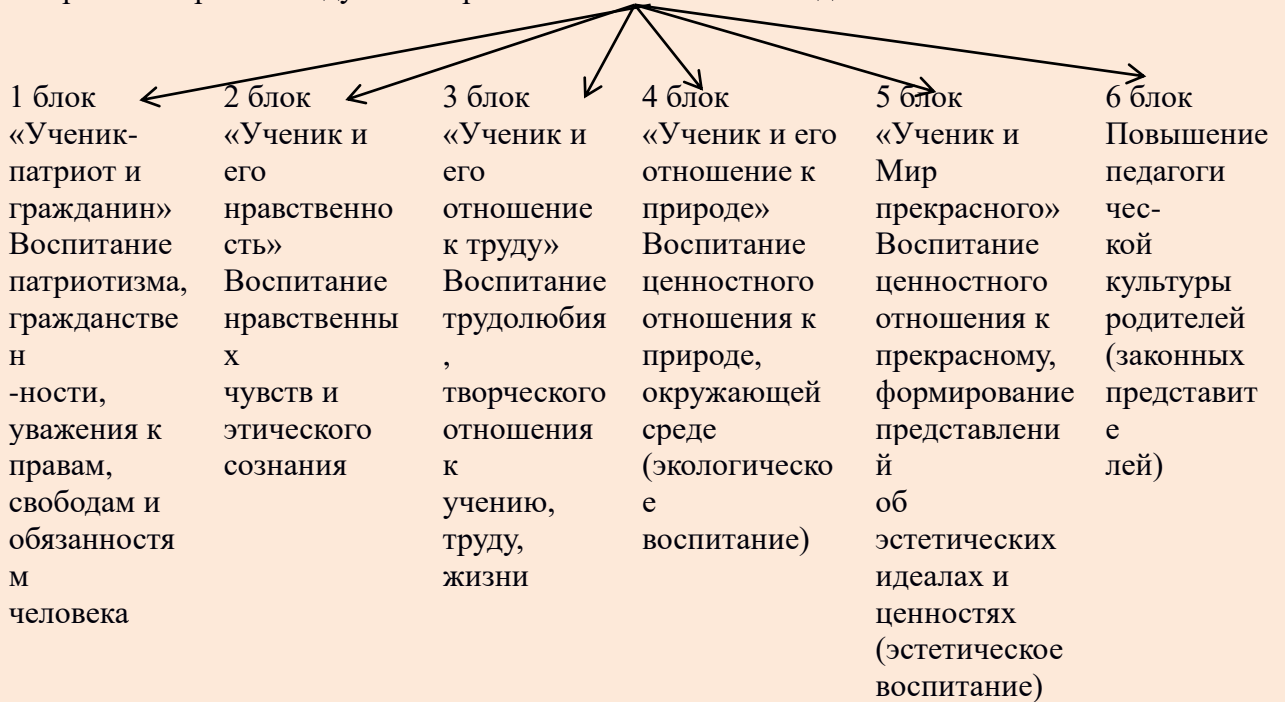 1 блок
«Ученик-
патриот и
гражданин»
Воспитание
патриотизма,
гражданстве
н
-ности,
уважения к
правам,
свободам и
обязанностя
м
человека
2 блок
«Ученик и
его
нравственно
сть»
Воспитание
нравственны
х
чувств и
этического
сознания
3 блок
«Ученик и
его
отношение
к труду»
Воспитание
трудолюбия
,
творческого
отношения
к
учению,
труду,
жизни
4 блок
«Ученик и его
отношение к
природе»
Воспитание
ценностного
отношения к
природе,
окружающей
среде
(экологическо
е
воспитание)
5 блок
«Ученик и
Мир
прекрасного»
Воспитание
ценностного
отношения к
прекрасному,
формирование
представлени
й
об
эстетических
идеалах и
ценностях
(эстетическое
воспитание)
6 блок
Повышение
педагоги
чес-
кой
культуры
родителей
(законных
представит
е
лей)